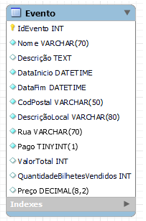 Evento
IdEvento INT
Nome VARCHAR(70)
Descrição TEXT
DataInicio DATETIME
DataFim DATETIME
CodPostal VARCHAR(50)
DescriçãoLocal VARCHAR(80)
Rua VARCHAR(70)
Pago TINYINT(1)
ValorTotal INT
QuantidadeBilhetesVendidos INT
Preço DECIMAL(8,2)
Indexes